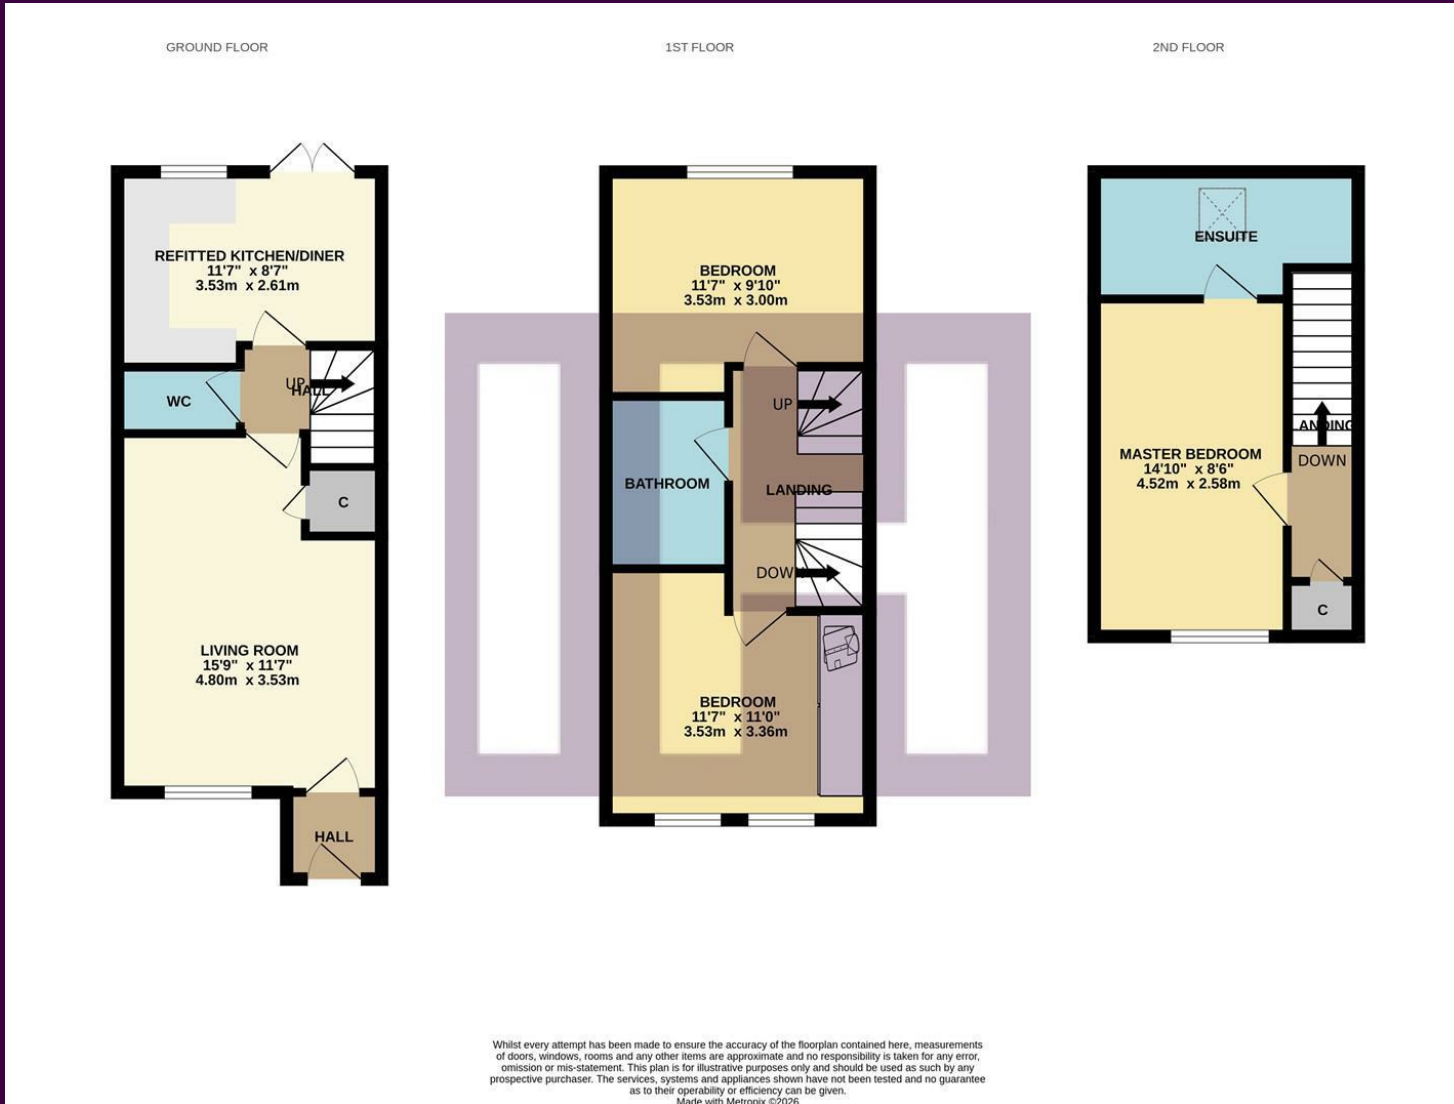 GROUND FLOOR
1ST FLOOR
2ND FLOOR
REFITTED KITCHEN/DINER
11'7" x 8'7"
3.53m x 2.61m
UP
HALL
WC
C
LIVING ROOM
15'9" x 11'7"
4.80m x 3.53m
HALL
BEDROOM
11'7" x 9'10"
3.53m x 3.00m
UP
BATHROOM
LANDING
DOWN
BEDROOM
11'7" x 11'0"
3.53m x 3.36m
ENSUITE
MASTER BEDROOM
14'10" x 8'6"
4.52m x 2.58m
LANDING
DOWN
C
Whilst every attempt has been made to ensure the accuracy of the floorplan contained here, measurements
of doors, windows, rooms and any other items are approximate and no responsibility is taken for any error,
omission or mis-statement. This plan is for illustrative purposes only and should be used as such by any
prospective purchaser. The services, systems and appliances shown have not been tested and no guarantee
as to their operability or efficiency can be given.
Made with Metropix ©2026